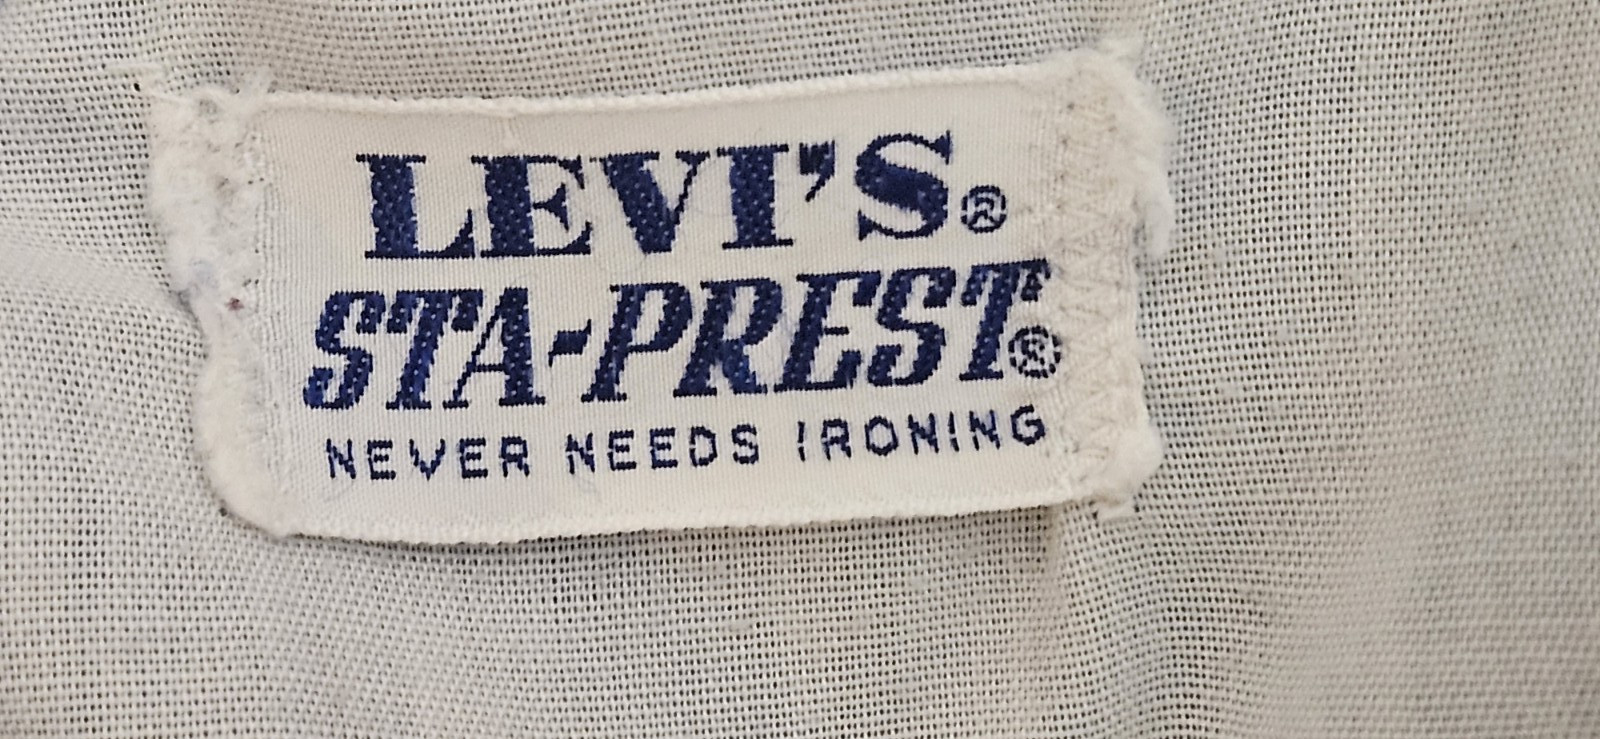 LEVI'S®
STA-PREST®
NEVER NEEDS IRONING